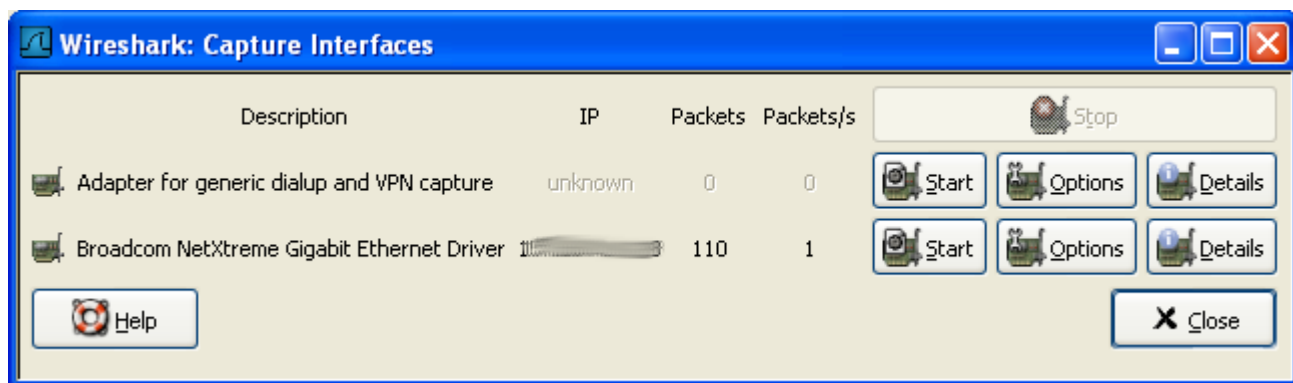 Wireshark: Capture Interfaces
Description IP Packets Packets/s Stop
Adapter for generic dialup and VPN capture unknown 0 0 Start Options Details
Broadcom NetXtreme Gigabit Ethernet Driver 110 1 Start Options Details
Help Close